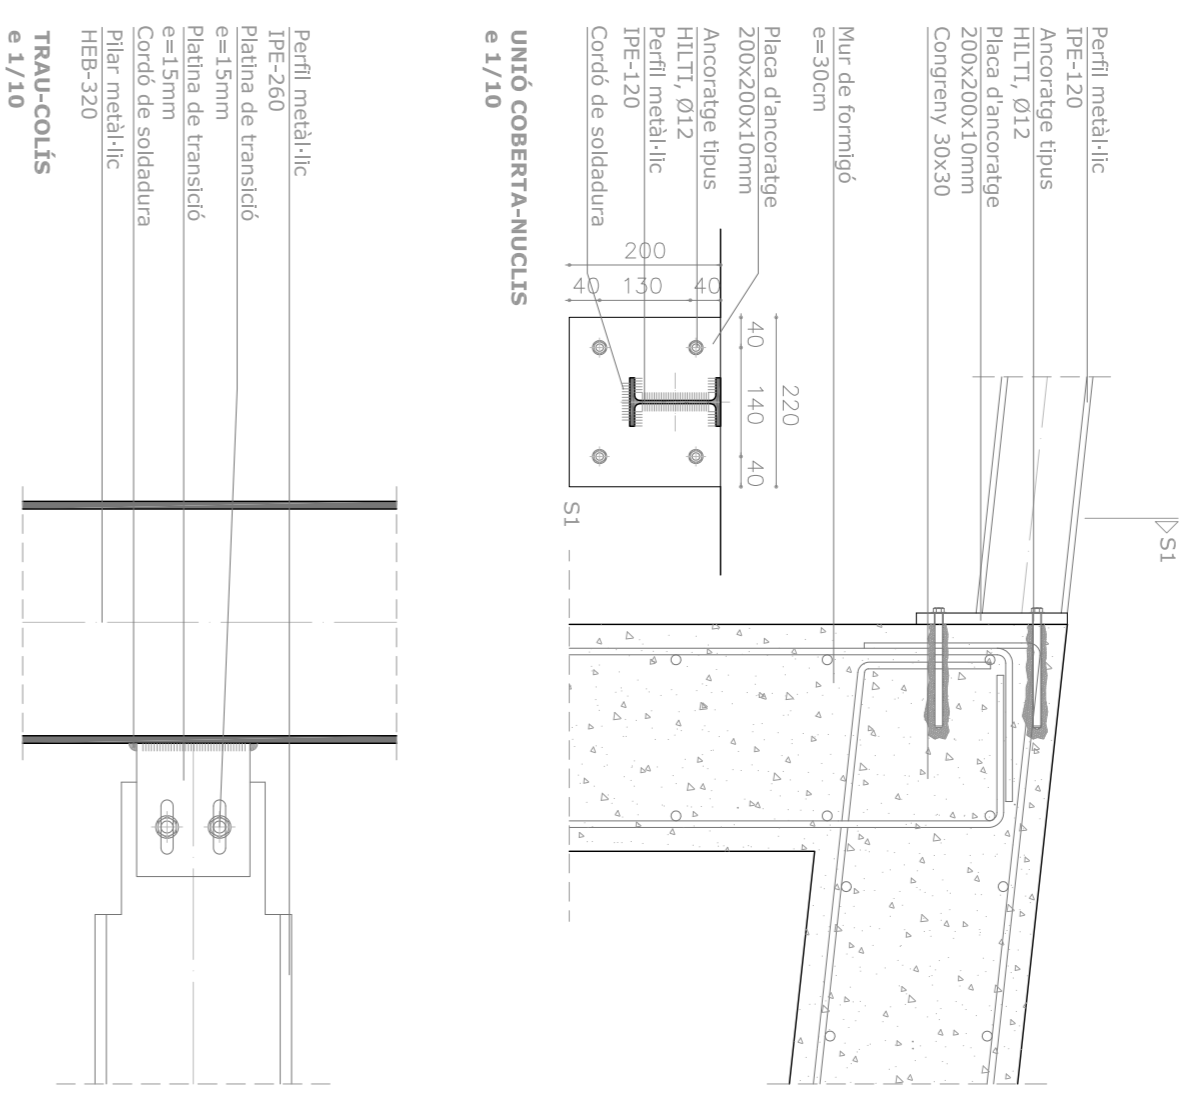 Perfil metàl·lic
IPE-120
Ancoratge tipus
HILTI, Ø12
Placa d'ancoratge
200x200x10mm
Congreny 30x30
Mur de formigó
e=30cm
Placa d'ancoratge
200x200x10mm
Ancoratge tipus
HILTI, Ø12
Perfil metàl·lic
IPE-120
Cordó de soldadura
S1
220
40
140
40
200
40
130
40
S1
UNIÓ COBERTA-NUCLIS
e 1/10
Perfil metàl·lic
IPE-260
Platina de transició
e=15mm
Platina de transició
e=15mm
Cordó de soldadura
Pilar metàl·lic
HEB-320
TRAU-COLÍS
e 1/10